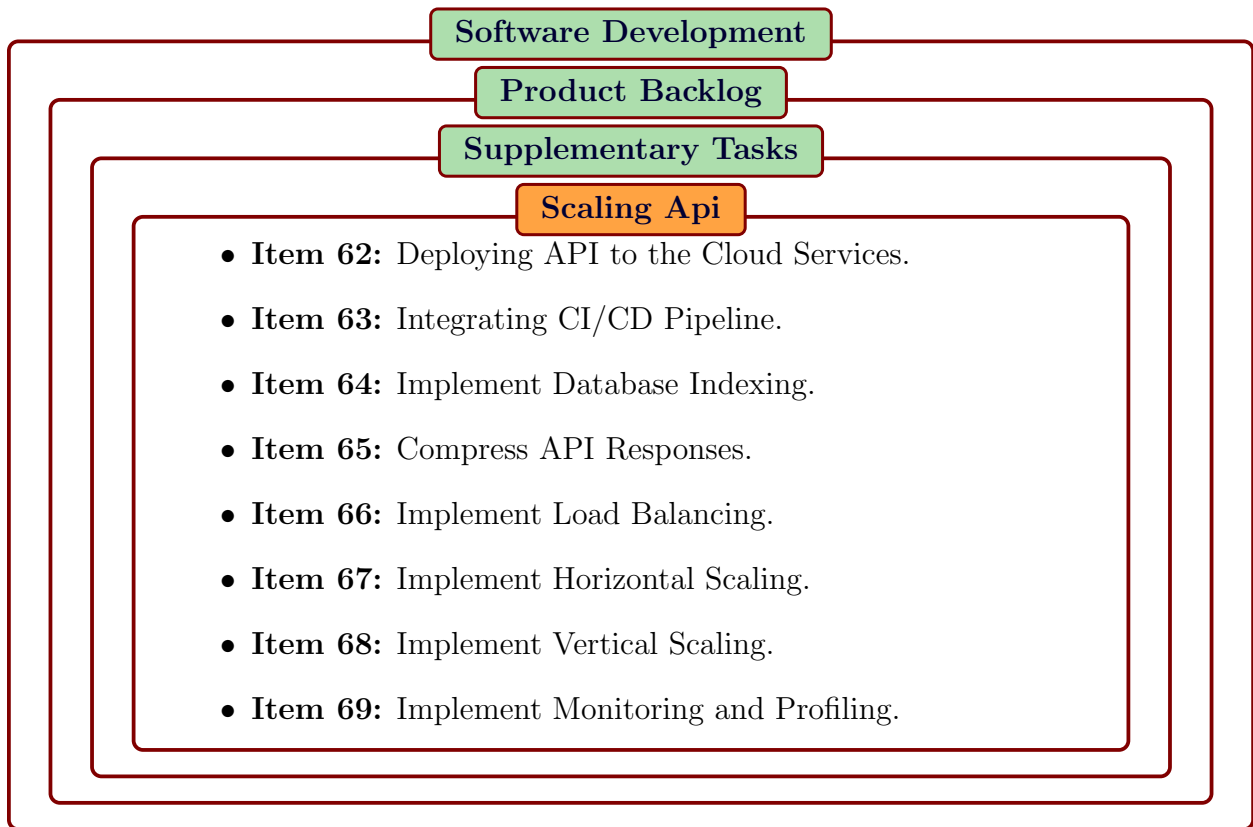 Software Development
Product Backlog
Supplementary Tasks
Scaling Api
• Item 62: Deploying API to the Cloud Services.
• Item 63: Integrating CI/CD Pipeline.
• Item 64: Implement Database Indexing.
• Item 65: Compress API Responses.
• Item 66: Implement Load Balancing.
• Item 67: Implement Horizontal Scaling.
• Item 68: Implement Vertical Scaling.
• Item 69: Implement Monitoring and Profiling.